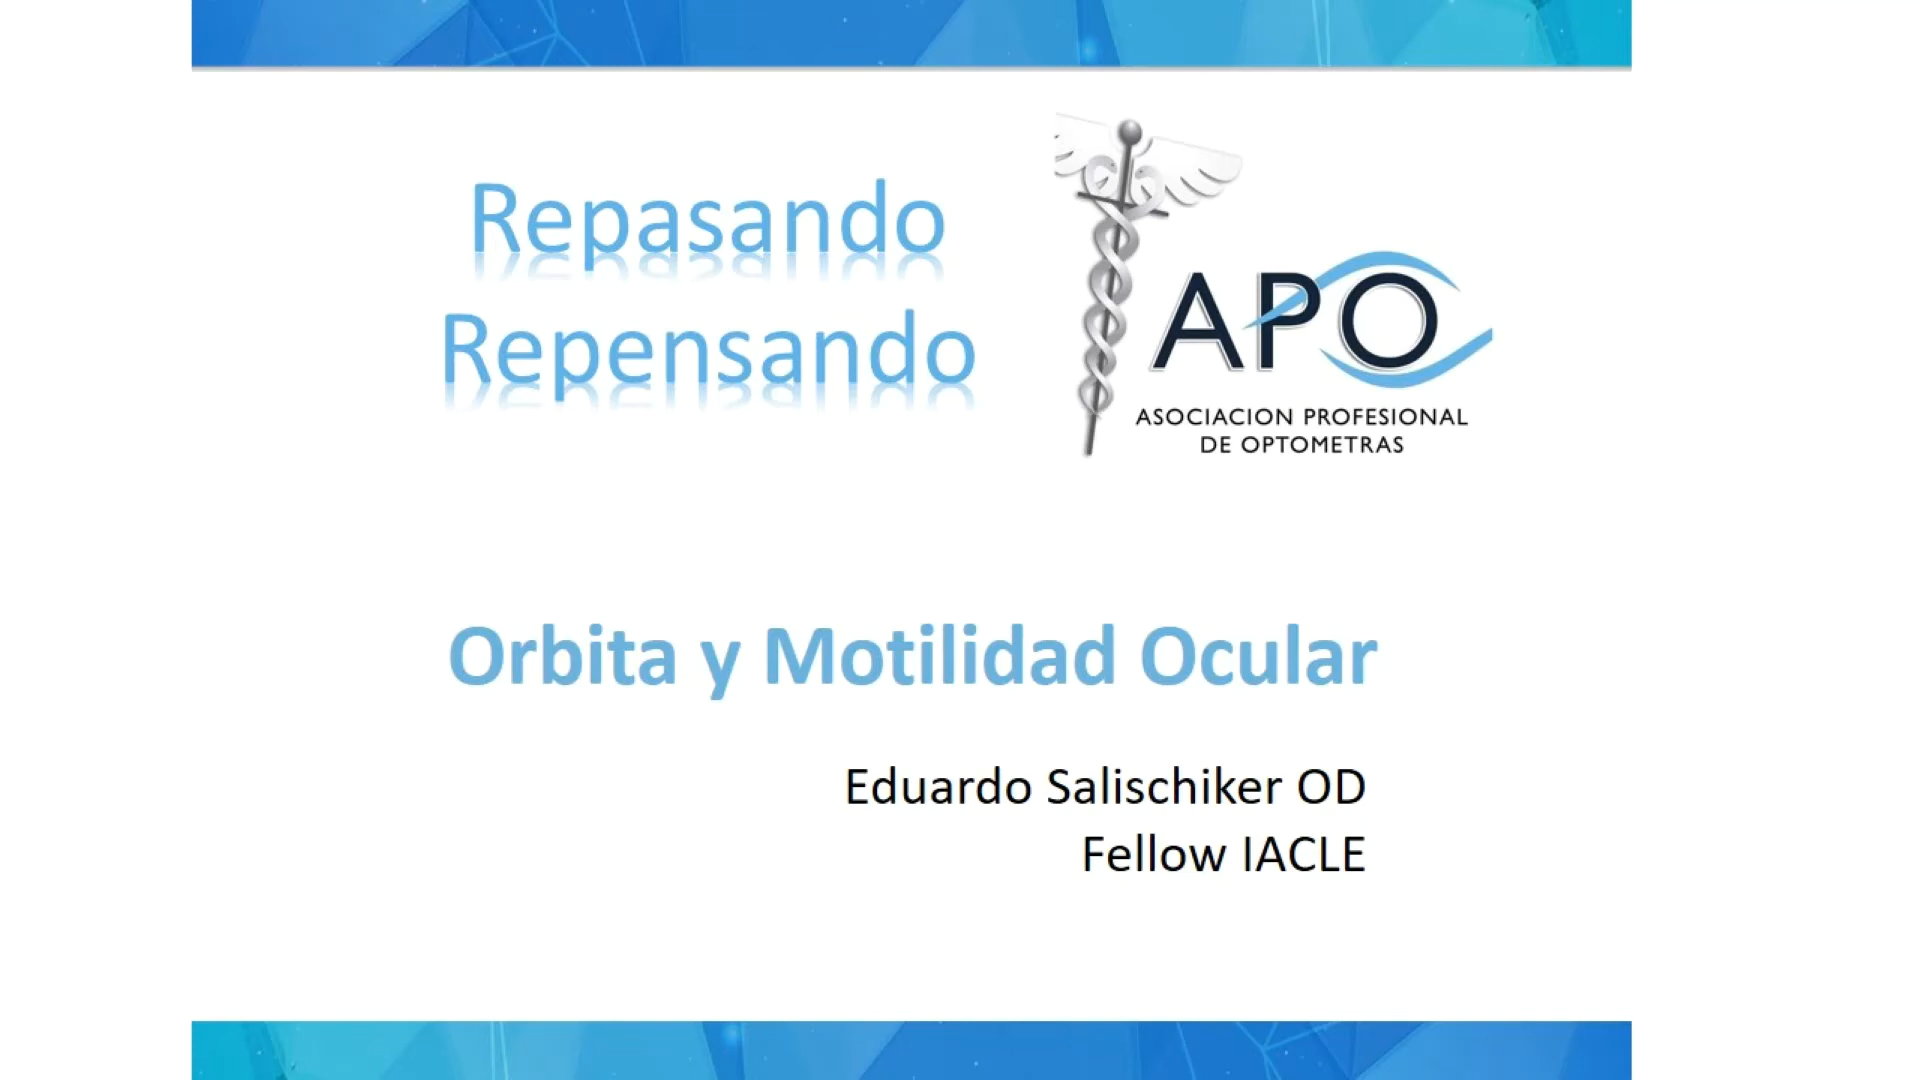 Repasando
Repensando
APO
ASOCIACION PROFESIONAL
DE OPTOMETRAS
Orbita y Motilidad Ocular
Eduardo Salischiker OD
Fellow IACLE